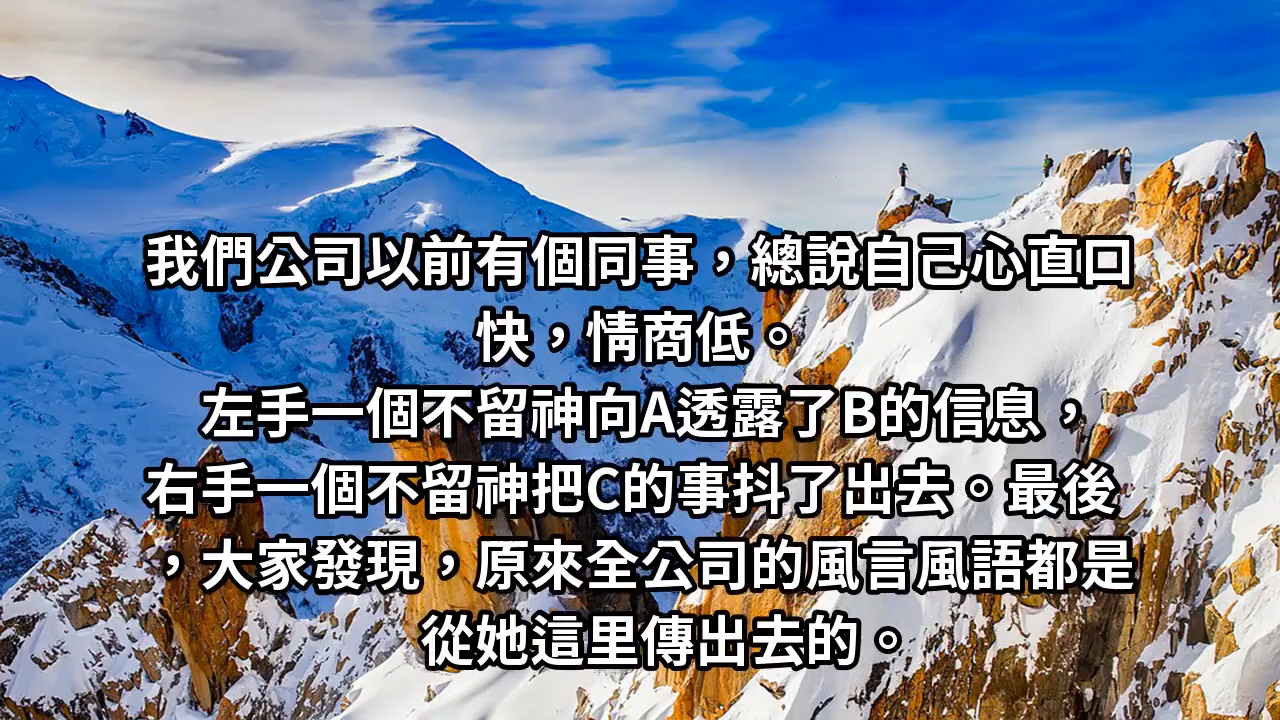 我們公司以前有個同事，總說自己心直口
快，情商低。
左手一個不留神向A透露了B的信息，
右手一個不留神把C的事抖了出去。最後
，大家發現，原來全公司的風言風語都是
從她這里傳出去的。